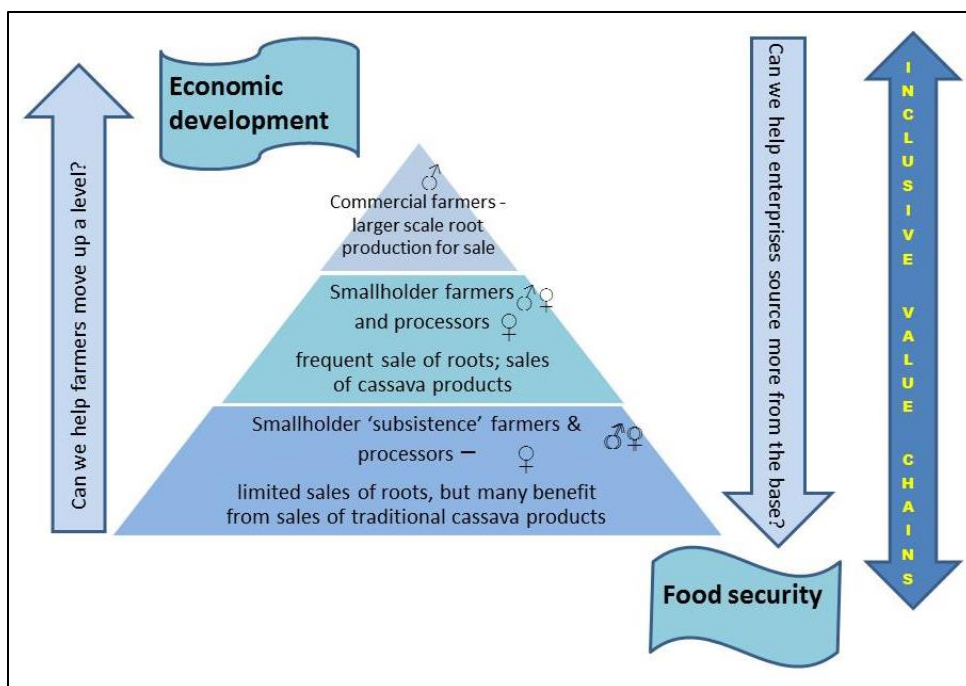 Economic
development
Can we help farmers move up a level?
♂
Commercial farmers -
larger scale root
production for sale
Smallholder farmers ♂♀
and processors ♀
frequent sale of roots; sales
of cassava products
Smallholder ‘subsistence’ farmers & ♂♀
processors – ♀
limited sales of roots, but many benefit
from sales of traditional cassava products
Can we help enterprises source more from the base?
INCLUSIVE VALUE CHAINS
Food security